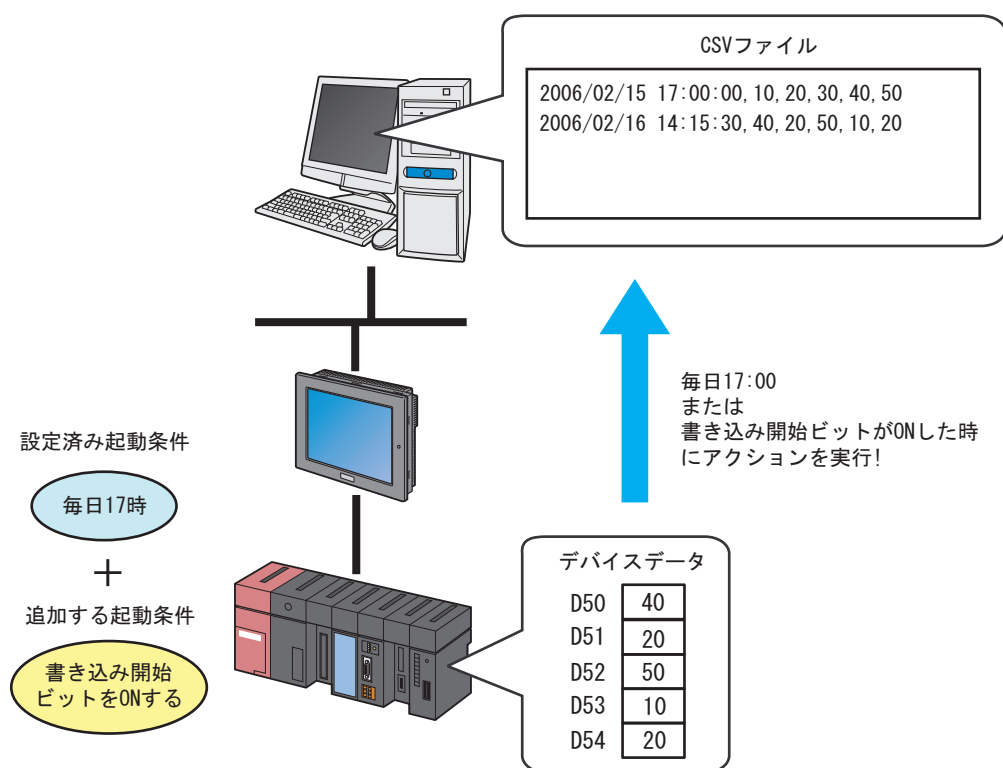 CSVファイル
2006/02/15 17:00:00,10,20,30,40,50
2006/02/16 14:15:30,40,20,50,10,20
毎日17:00
または
書き込み開始ビットがONした時
にアクションを実行!
設定済み起動条件
毎日17時
+
追加する起動条件
書き込み開始
ビットをONする
デバイスデータ
D50 40
D51 20
D52 50
D53 10
D54 20